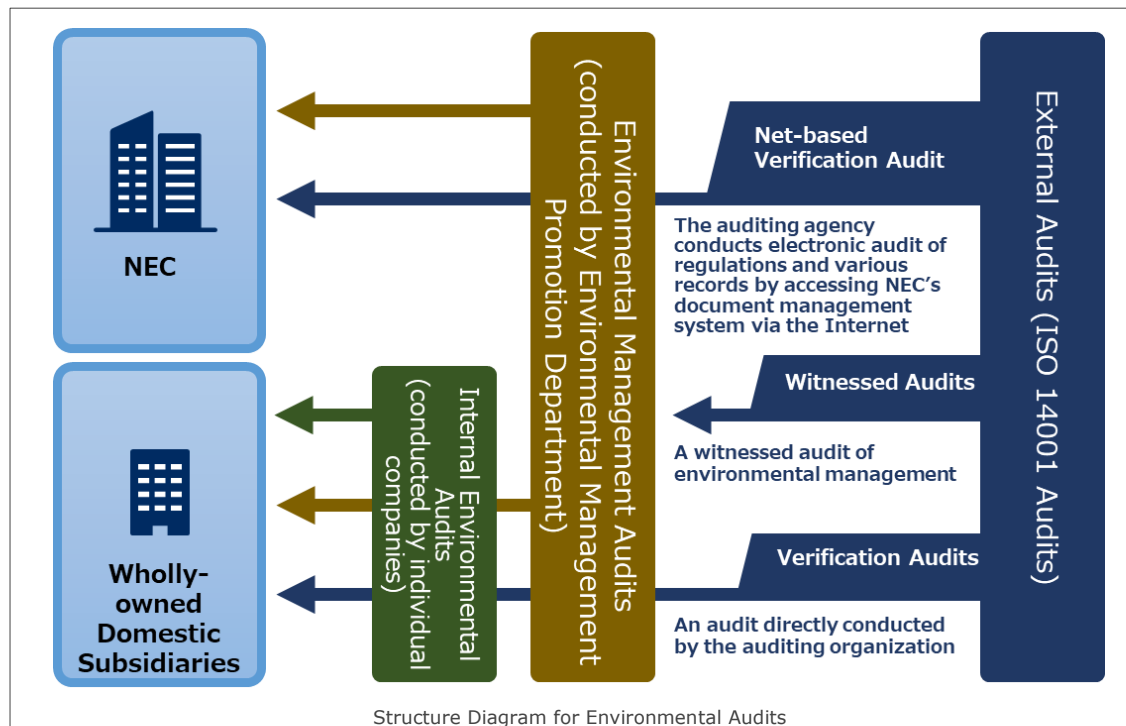 NEC
Wholly-
owned
Domestic
Subsidiaries
Internal Environmental
Audits
(conducted by individual
companies)
Environmental Management Audits
(conducted by Environmental Management
Promotion Department)
Net-based
Verification Audit
The auditing agency
conducts electronic audit of
regulations and various
records by accessing NEC’s
document management
system via the Internet
Witnessed Audits
A witnessed audit of
environmental management
Verification Audits
An audit directly conducted
by the auditing organization
External Audits (ISO 14001 Audits)
Structure Diagram for Environmental Audits